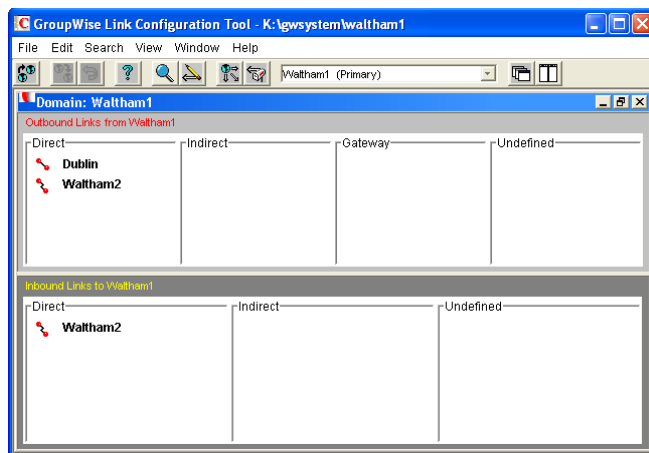 GroupWise Link Configuration Tool - K:\gwsystem\waltham1
File Edit Search View Window Help
Waltham1 (Primary)
Domain: Waltham1
Outbound Links from Waltham1
Direct Indirect Gateway Undefined
Dublin
Waltham2
Inbound Links to Waltham1
Direct Indirect Undefined
Waltham2